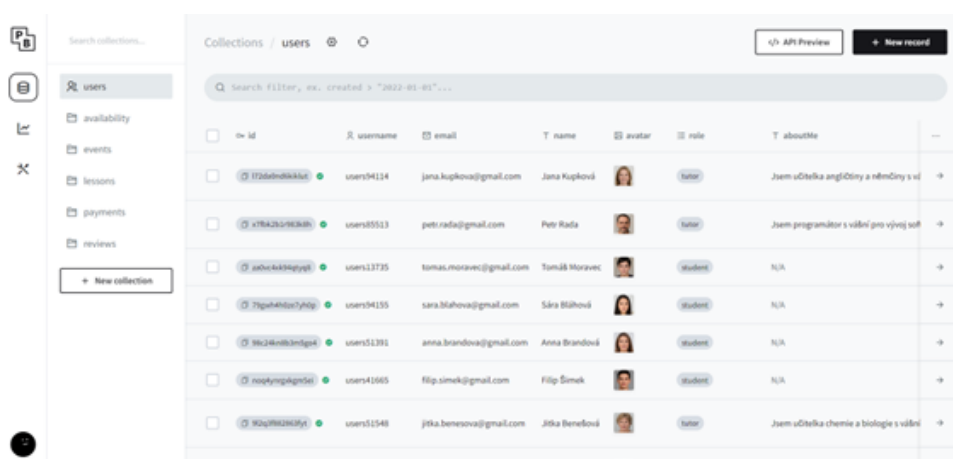 PB
Search collections...
Collections / users
API Preview
+ New record
users
Search filter, ex. created > "2022-01-01"...
availability
events
lessons
payments
reviews
+ New collection
id username email name avatar role aboutMe
users94114 jana.kupkova@gmail.com Jana Kupková tutor Jsem učitelka angličtiny a němčiny s
users85513 petr.rada@gmail.com Petr Rada tutor Jsem programátor s vášní pro vývoj sof
users13735 tomas.moravec@gmail.com Tomáš Moravec student N/A
users94155 sara.blahova@gmail.com Sára Bláhová student N/A
users51391 anna.brandova@gmail.com Anna Brandová student N/A
users41665 filip.simek@gmail.com Filip Šimek student N/A
users51548 jitka.benesova@gmail.com Jitka Benešová tutor Jsem učitelka chemie a biologie s vášní